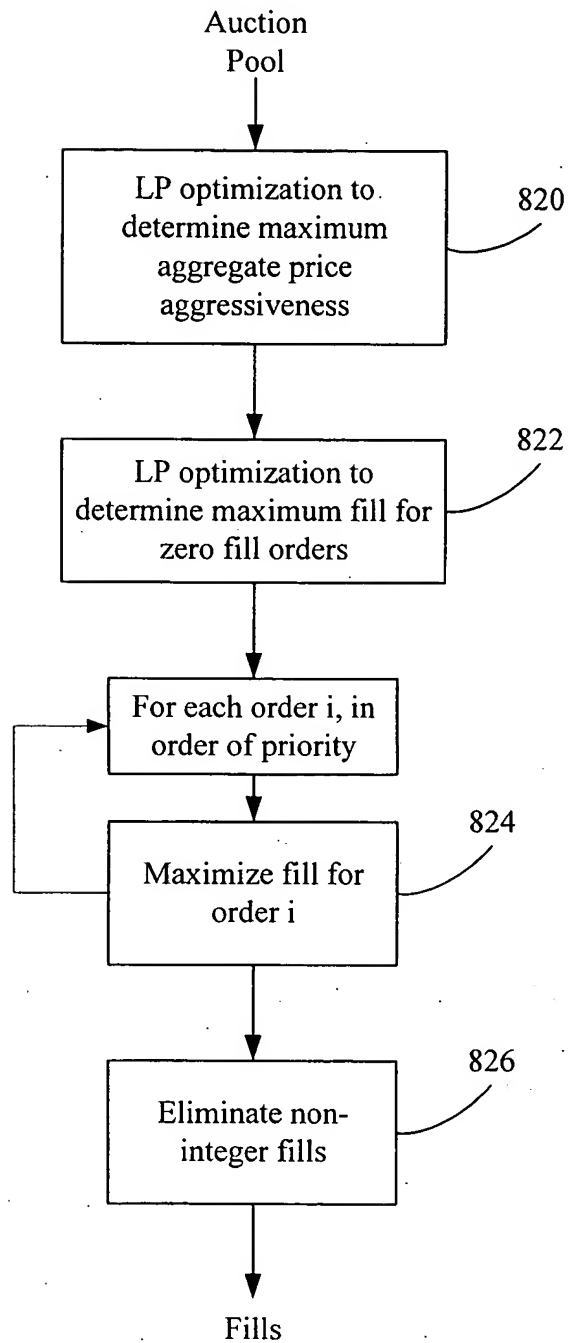 Auction
Pool
LP optimization to
determine maximum
aggregate price
aggressiveness
820
LP optimization to
determine maximum fill for
zero fill orders
822
For each order i, in
order of priority
Maximize fill for
order i
824
Eliminate non-
integer fills
826
Fills